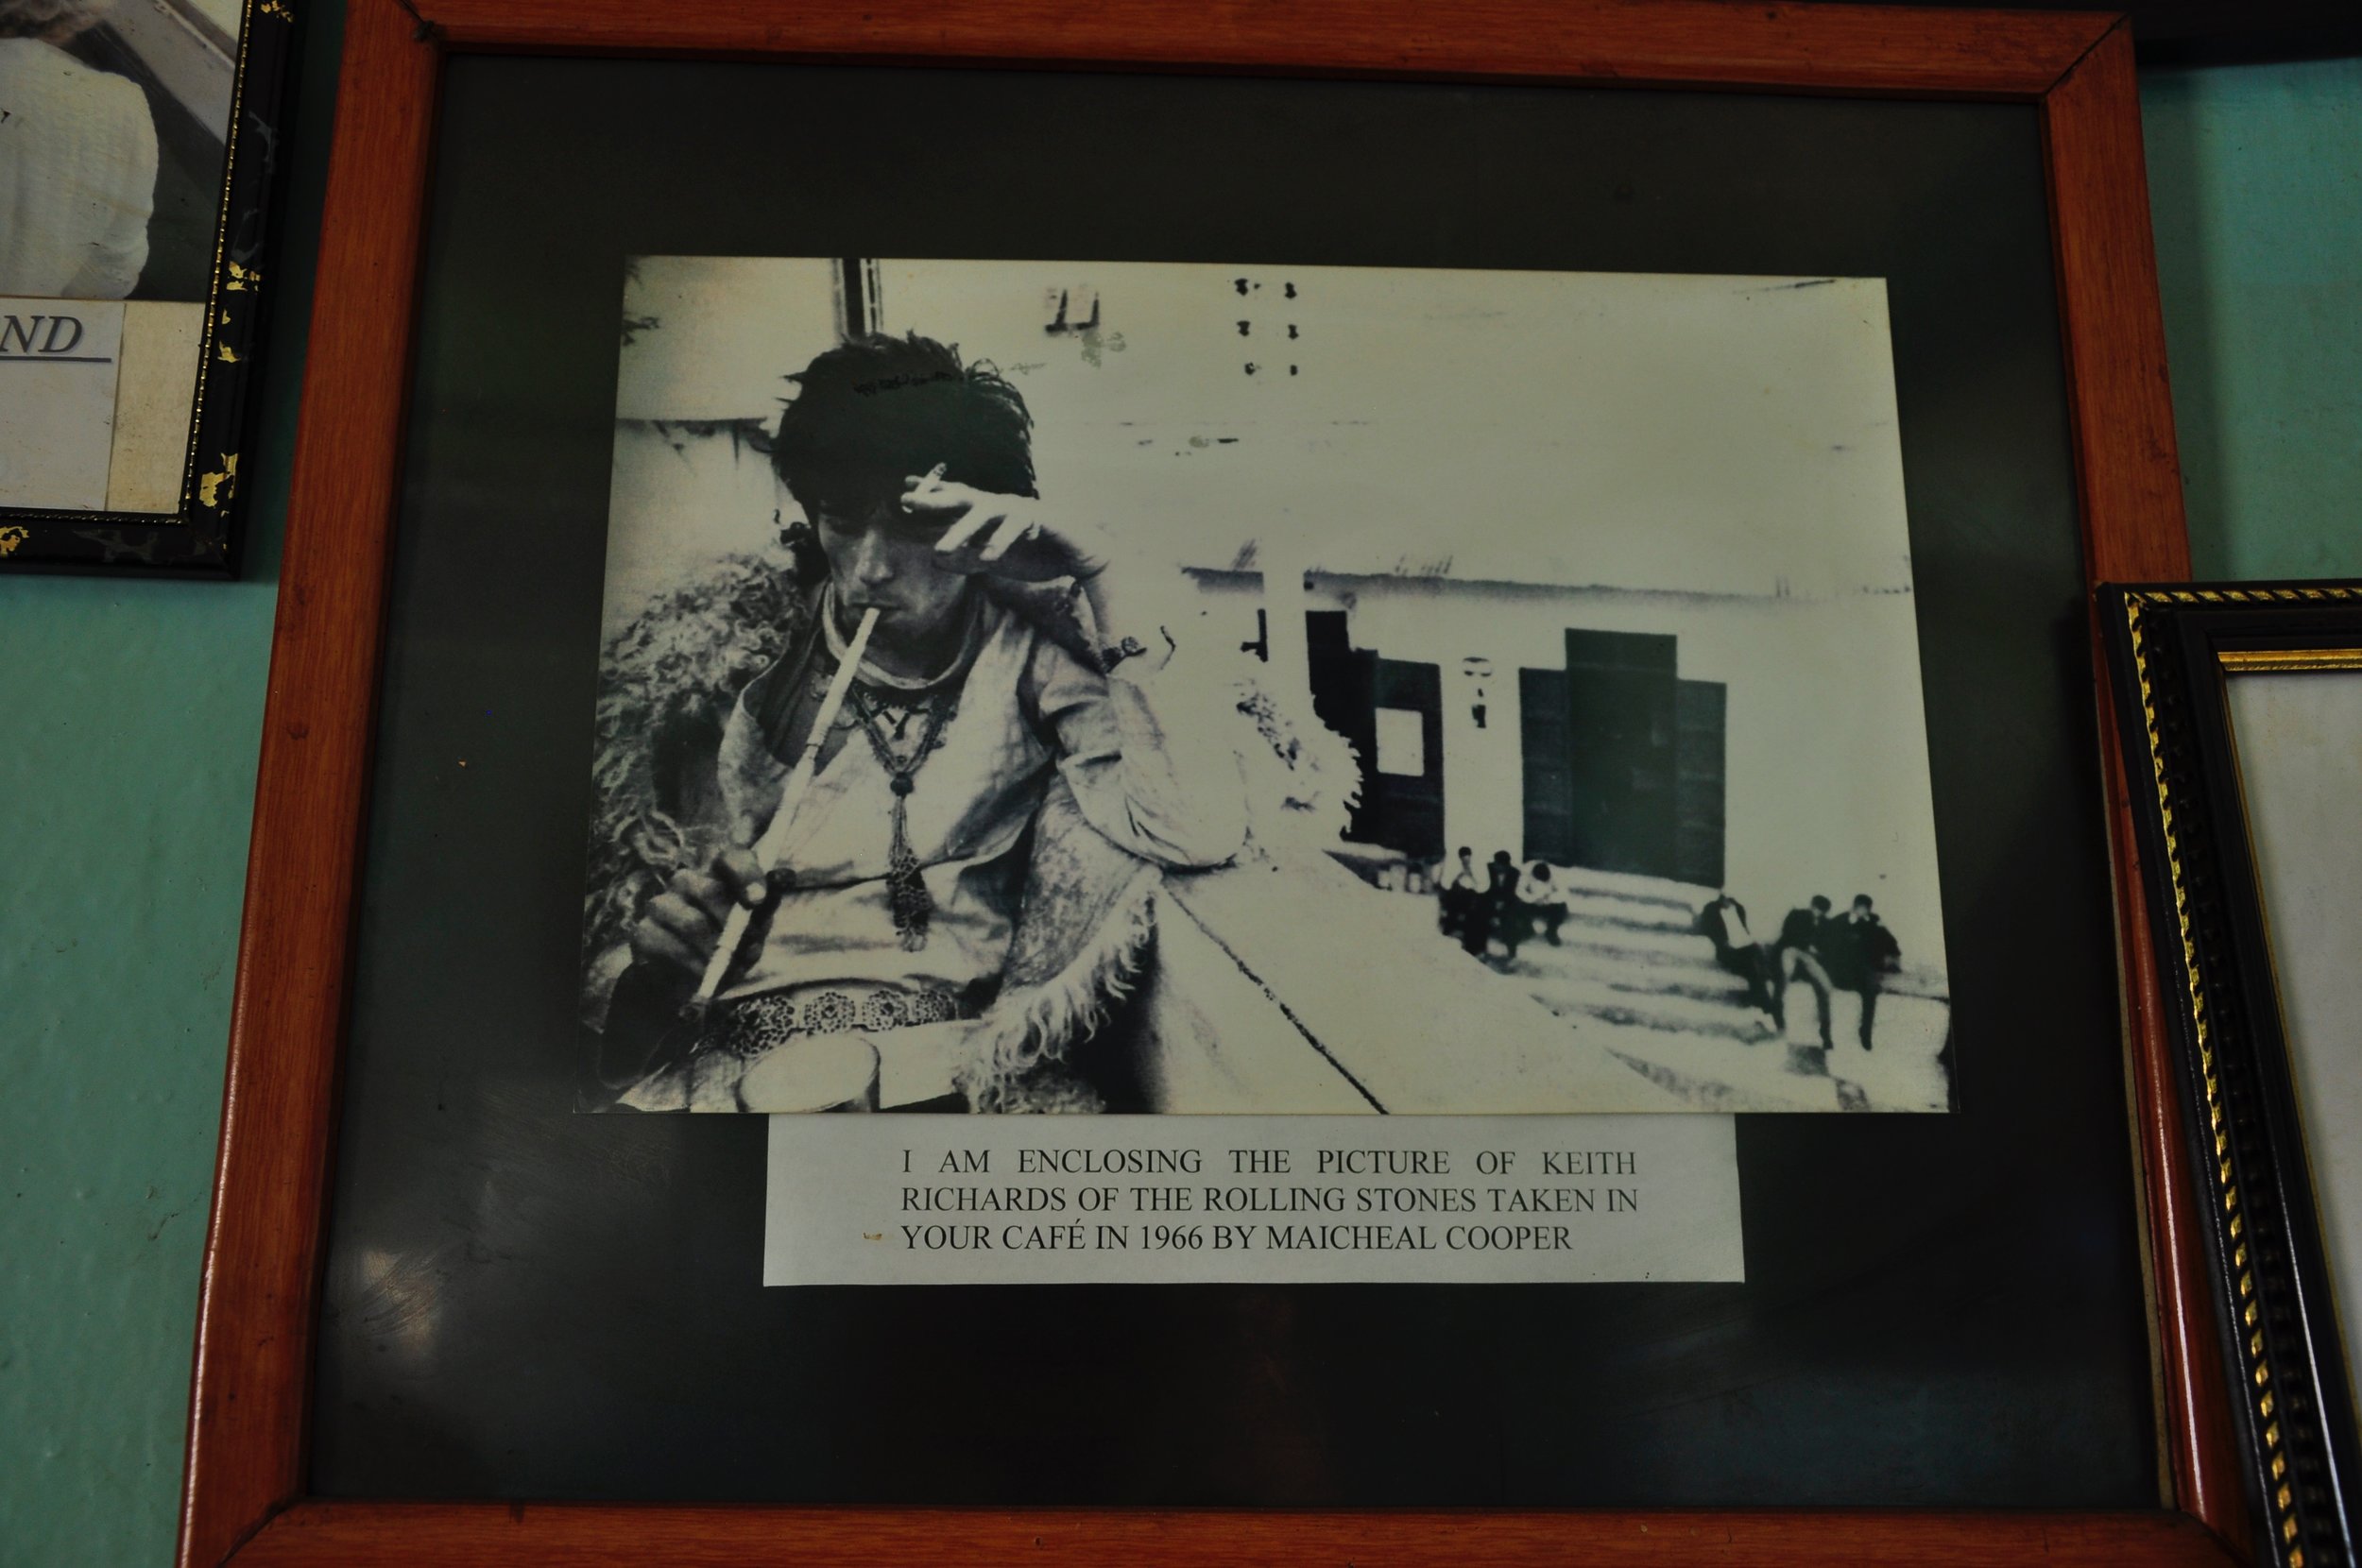 ND
I AM ENCLOSING THE PICTURE OF KEITH
RICHARDS OF THE ROLLING STONES TAKEN IN
YOUR CAFÉ IN 1966 BY MAICHEAL COOPER